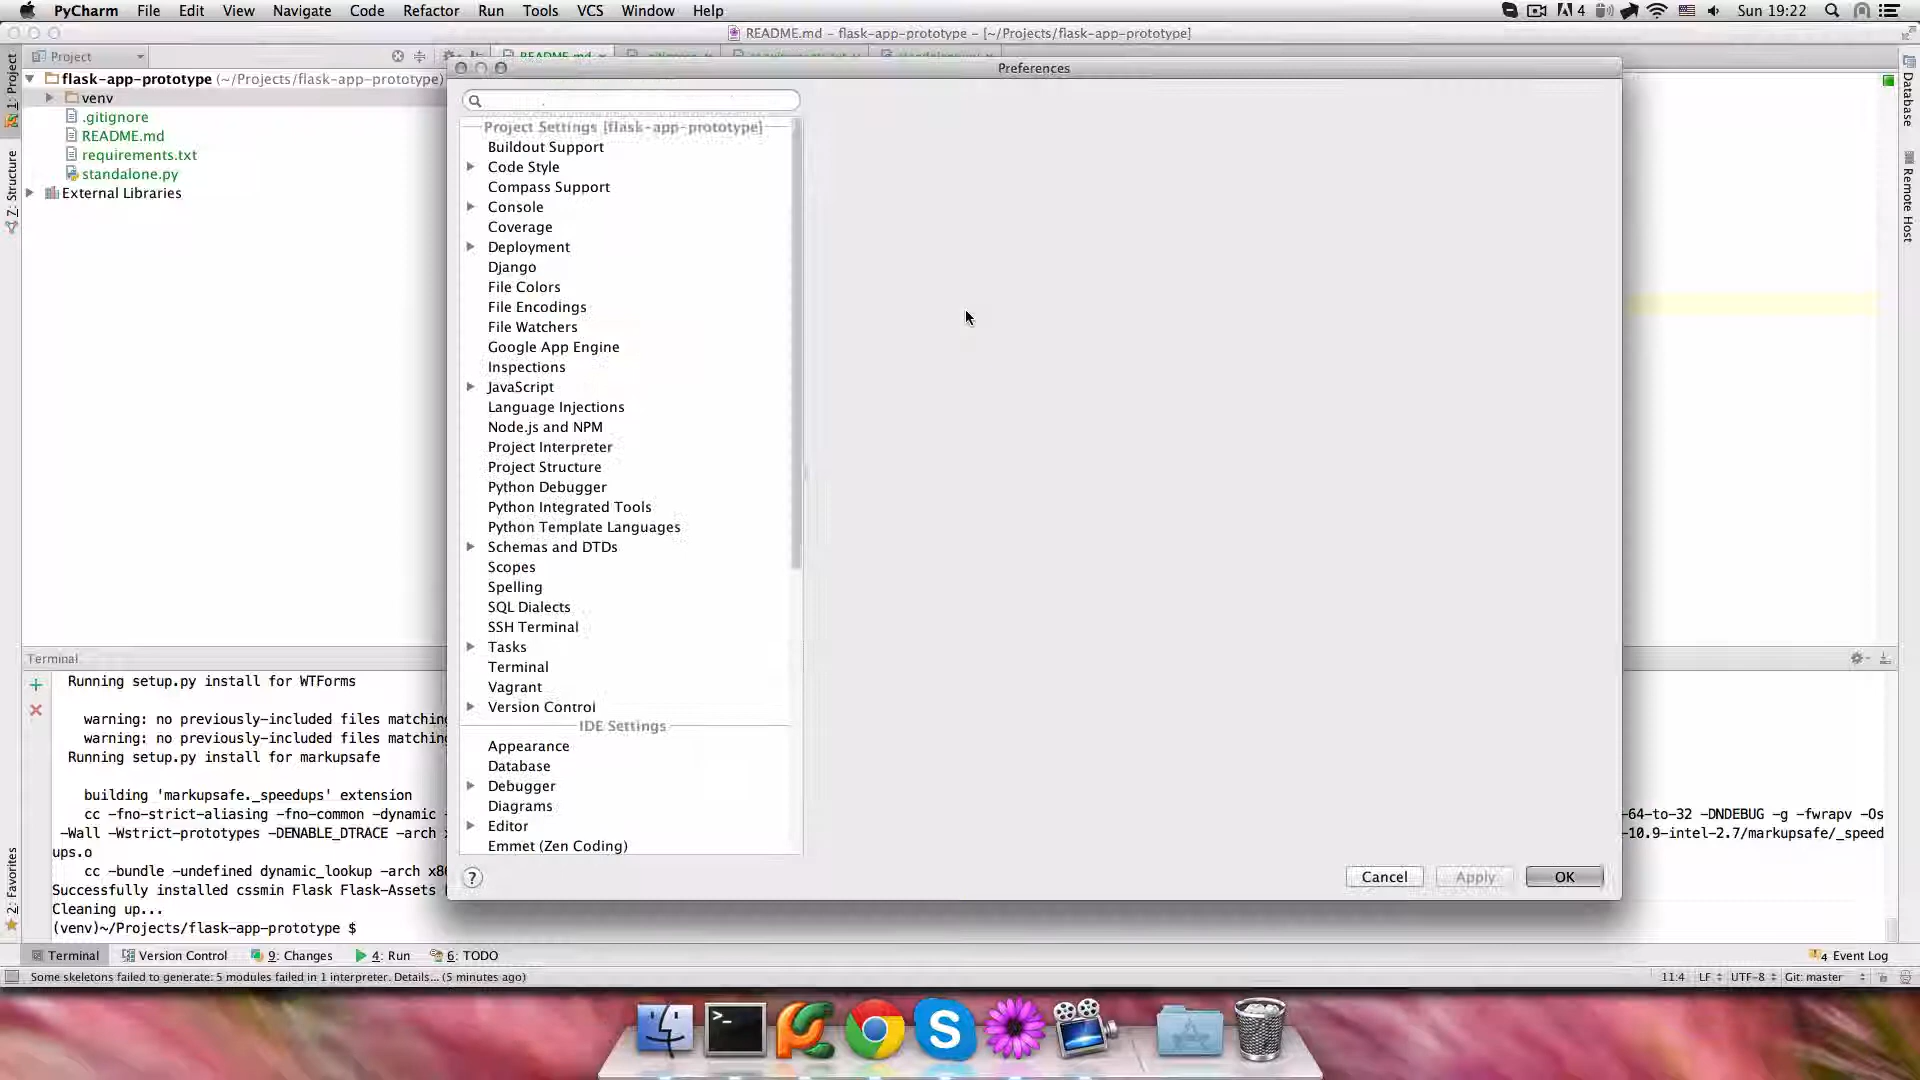 PyCharm File Edit View Navigate Code Refactor Run Tools VCS Window Help 4 Sun 19:22
README.md – flask-app-prototype – [~/Projects/flask-app-prototype]
Project
README.md
flask-app-prototype (~/Projects/flask-app-prototype)
venv
.gitignore
README.md
requirements.txt
standalone.py
External Libraries
1: Project
7: Structure
2: Favorites
Database
Remote Host
Preferences
Project Settings [flask-app-prototype]
Buildout Support
Code Style
Compass Support
Console
Coverage
Deployment
Django
File Colors
File Encodings
File Watchers
Google App Engine
Inspections
JavaScript
Language Injections
Node.js and NPM
Project Interpreter
Project Structure
Python Debugger
Python Integrated Tools
Python Template Languages
Schemas and DTDs
Scopes
Spelling
SQL Dialects
SSH Terminal
Tasks
Terminal
Vagrant
Version Control
IDE Settings
Appearance
Database
Debugger
Diagrams
Editor
Emmet (Zen Coding)
?
Cancel Apply OK
Terminal
Running setup.py install for WTForms
warning: no previously-included files matching
warning: no previously-included files matching
Running setup.py install for markupsafe
building 'markupsafe._speedups' extension
cc -fno-strict-aliasing -fno-common -dynamic -64-to-32 -DNDEBUG -g -fwrapv -Os
-Wall -Wstrict-prototypes -DENABLE_DTRACE -arch -10.9-intel-2.7/markupsafe/_speed
ups.o
cc -bundle -undefined dynamic_lookup -arch x86
Successfully installed cssmin Flask Flask-Assets
Cleaning up...
(venv)~/Projects/flask-app-prototype $
Terminal Version Control 9: Changes 4: Run 6: TODO 4 Event Log
Some skeletons failed to generate: 5 modules failed in 1 interpreter. Details... (5 minutes ago) 11:4 LF UTF-8 Git: master